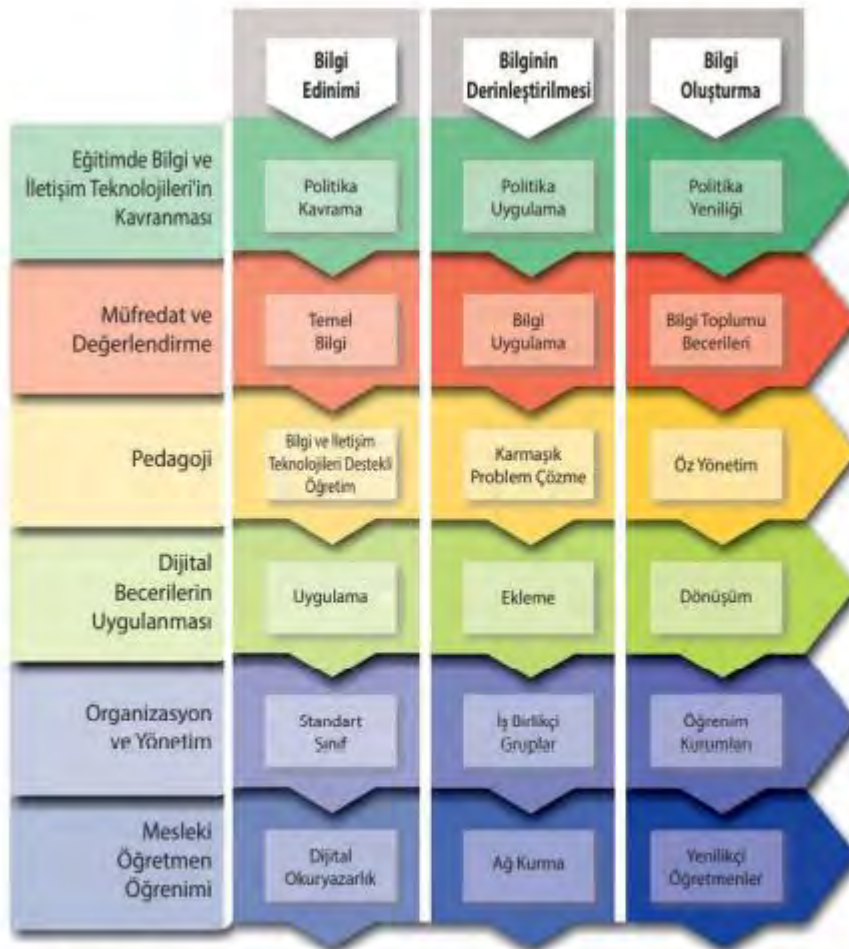 Bilgi
Edinimi
Bilginin
Derinleştirilmesi
Bilgi
Oluşturma
Eğitimde Bilgi ve
İletişim Teknolojileri'in
Kavranması
Politika
Kavrama
Politika
Uygulama
Politika
Yeniliği
Müfredat ve
Değerlendirme
Temel
Bilgi
Bilgi
Uygulama
Bilgi Toplumu
Becerileri
Pedagoji
Bilgi ve İletişim
Teknolojileri Destekli
Öğretim
Karmaşık
Problem Çözme
Öz Yönetim
Dijital
Becerilerin
Uygulanması
Uygulama
Ekleme
Dönüşüm
Organizasyon
ve Yönetim
Standart
Sınıf
İş Birlikçi
Gruplar
Öğrenim
Kurumları
Mesleki
Öğretmen
Öğrenimi
Dijital
Okuryazarlık
Ağ Kurma
Yenilikçi
Öğretmenler